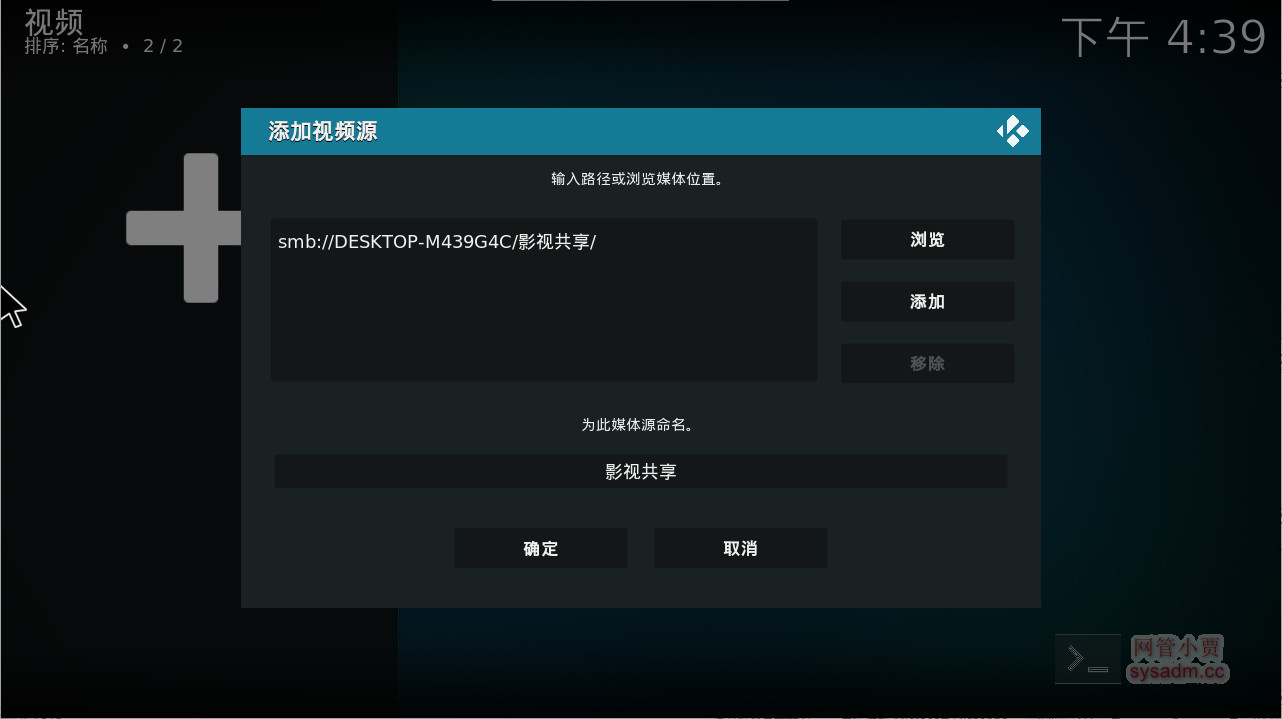 视频
排序: 名称 • 2 / 2
下午 4:39
添加视频源
输入路径或浏览媒体位置。
smb://DESKTOP-M439G4C/影视共享/
浏览
添加
移除
为此媒体源命名。
影视共享
确定
取消
>_
网管小贾
sysadm.cc